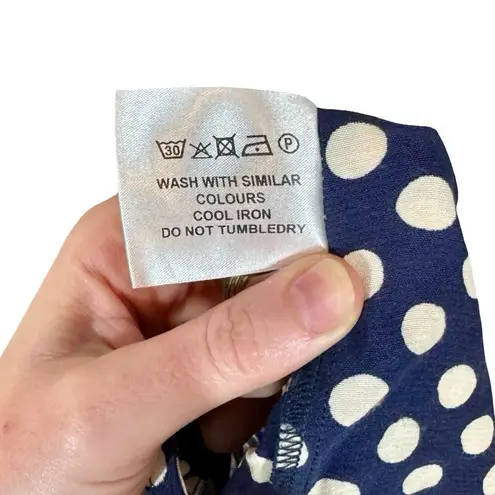 30 P
WASH WITH SIMILAR
COLOURS
COOL IRON
DO NOT TUMBLEDRY